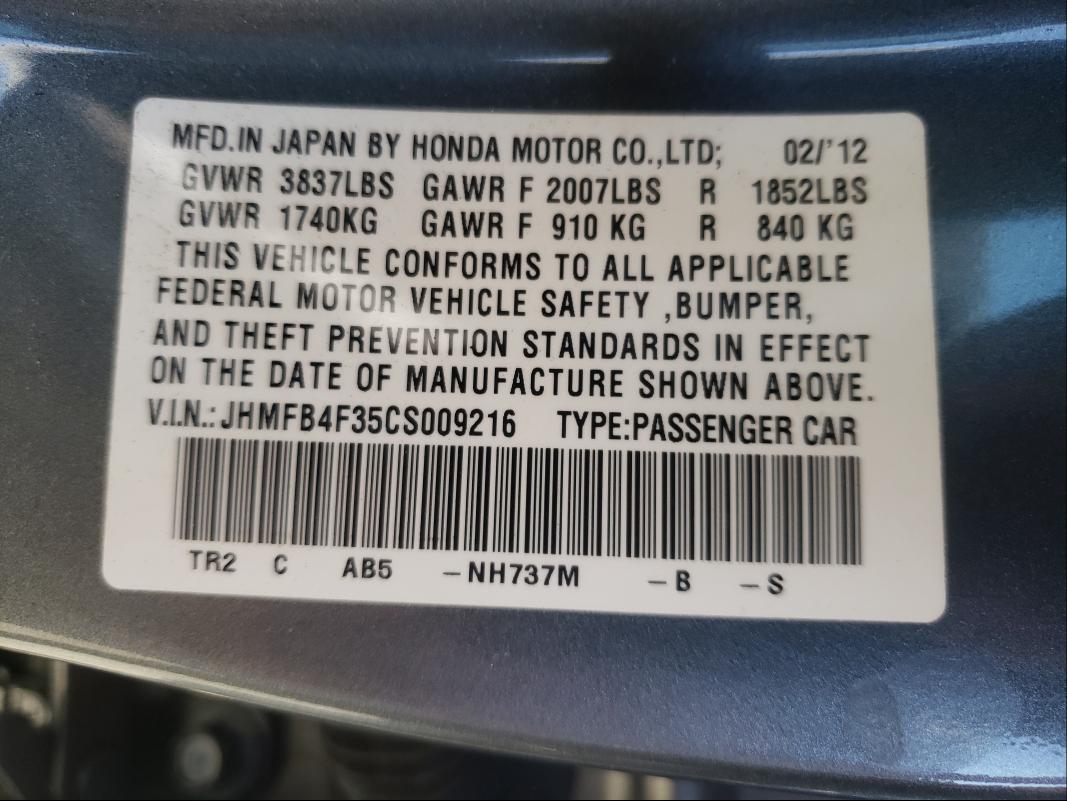 MFD.IN JAPAN BY HONDA MOTOR CO.,LTD; 02/'12
GVWR 3837LBS GAWR F 2007LBS R 1852LBS
GVWR 1740KG GAWR F 910 KG R 840 KG
THIS VEHICLE CONFORMS TO ALL APPLICABLE
FEDERAL MOTOR VEHICLE SAFETY ,BUMPER,
AND THEFT PREVENTION STANDARDS IN EFFECT
ON THE DATE OF MANUFACTURE SHOWN ABOVE.
V.I.N.: JHMFB4F35CS009216 TYPE:PASSENGER CAR
TR2 C AB5 -NH737M -B -S